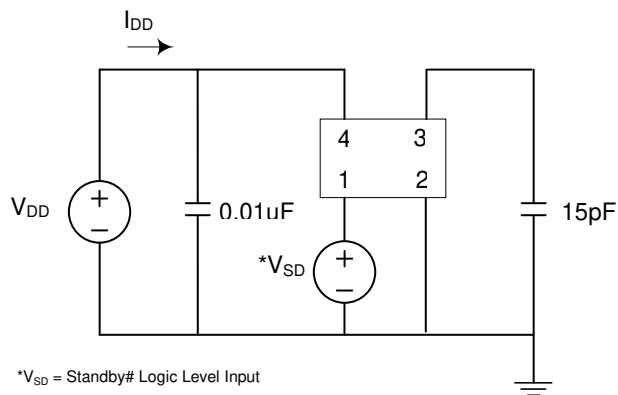 IDD
4 3
1 2
VDD
0.01uF
*VSD
15pF
*VSD = Standby# Logic Level Input